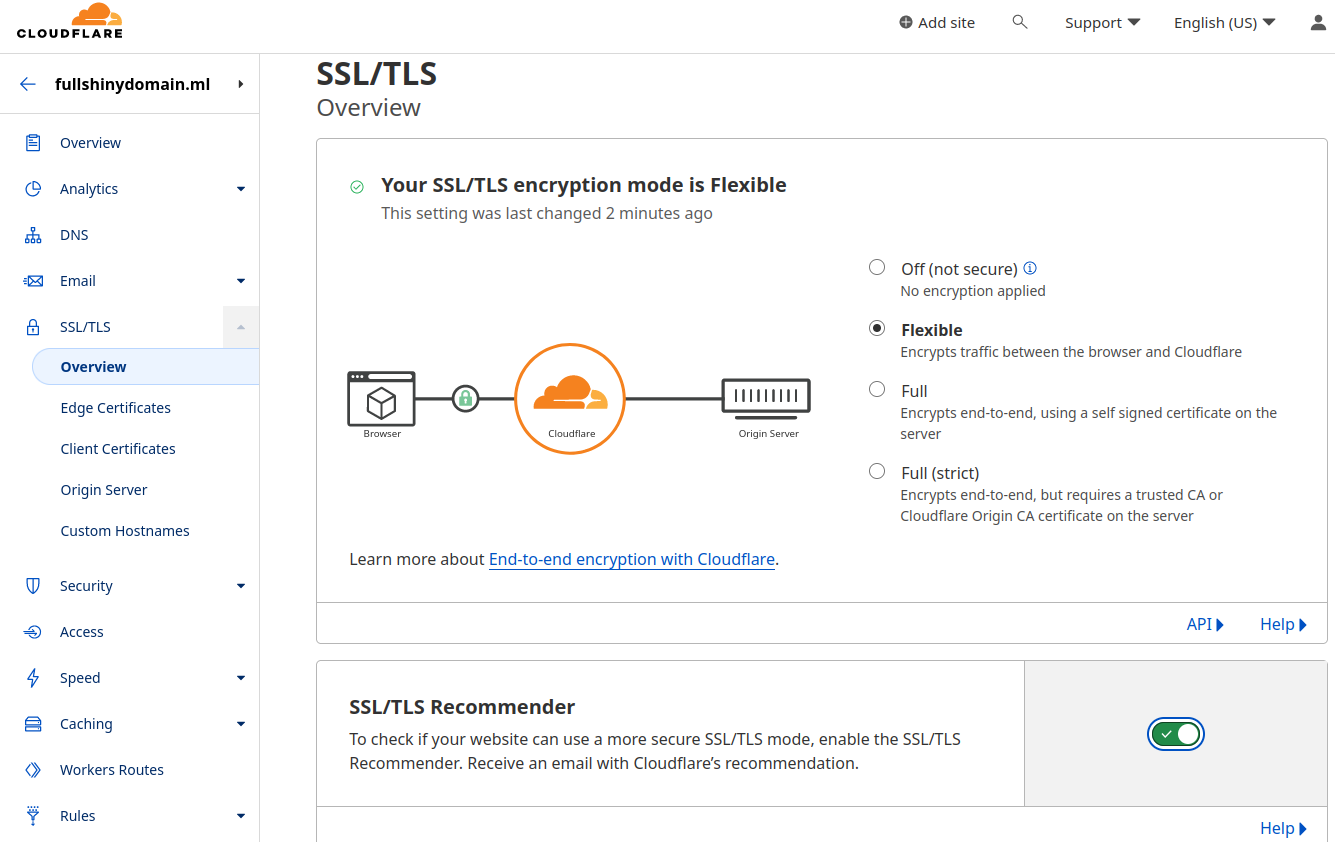 CLOUDFLARE
Add site
Support
English (US)
fullshinydomain.ml
Overview
Analytics
DNS
Email
SSL/TLS
Overview
Edge Certificates
Client Certificates
Origin Server
Custom Hostnames
Security
Access
Speed
Caching
Workers Routes
Rules
SSL/TLS
Overview
Your SSL/TLS encryption mode is Flexible
This setting was last changed 2 minutes ago
Browser
Cloudflare
Origin Server
Off (not secure)
No encryption applied
Flexible
Encrypts traffic between the browser and Cloudflare
Full
Encrypts end-to-end, using a self signed certificate on the
server
Full (strict)
Encrypts end-to-end, but requires a trusted CA or
Cloudflare Origin CA certificate on the server
Learn more about End-to-end encryption with Cloudflare.
API
Help
SSL/TLS Recommender
To check if your website can use a more secure SSL/TLS mode, enable the SSL/TLS
Recommender. Receive an email with Cloudflare’s recommendation.
Help